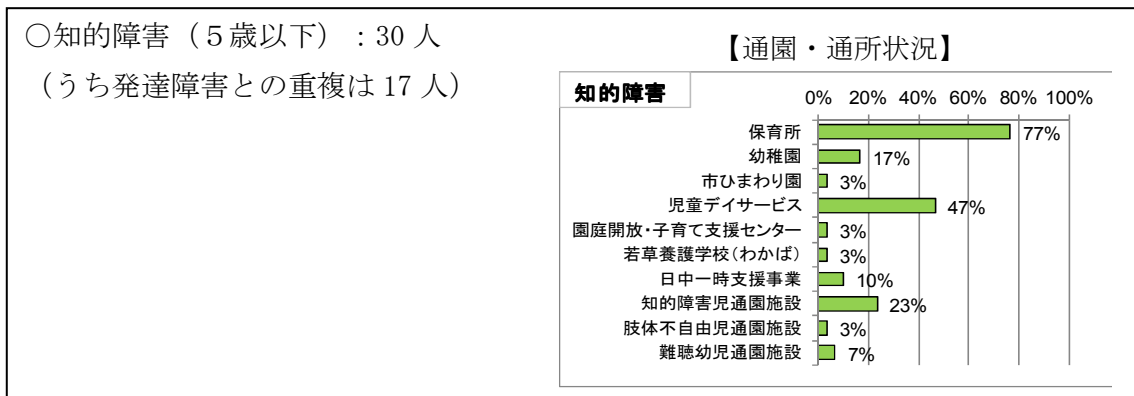 ○知的障害（５歳以下）：30 人
（うち発達障害との重複は 17 人）
【通園・通所状況】
知的障害
0% 20% 40% 60% 80% 100%
保育所 77%
幼稚園 17%
市ひまわり園 3%
児童デイサービス 47%
園庭開放・子育て支援センター 3%
若草養護学校（わかば） 3%
日中一時支援事業 10%
知的障害児通園施設 23%
肢体不自由児通園施設 3%
難聴幼児通園施設 7%